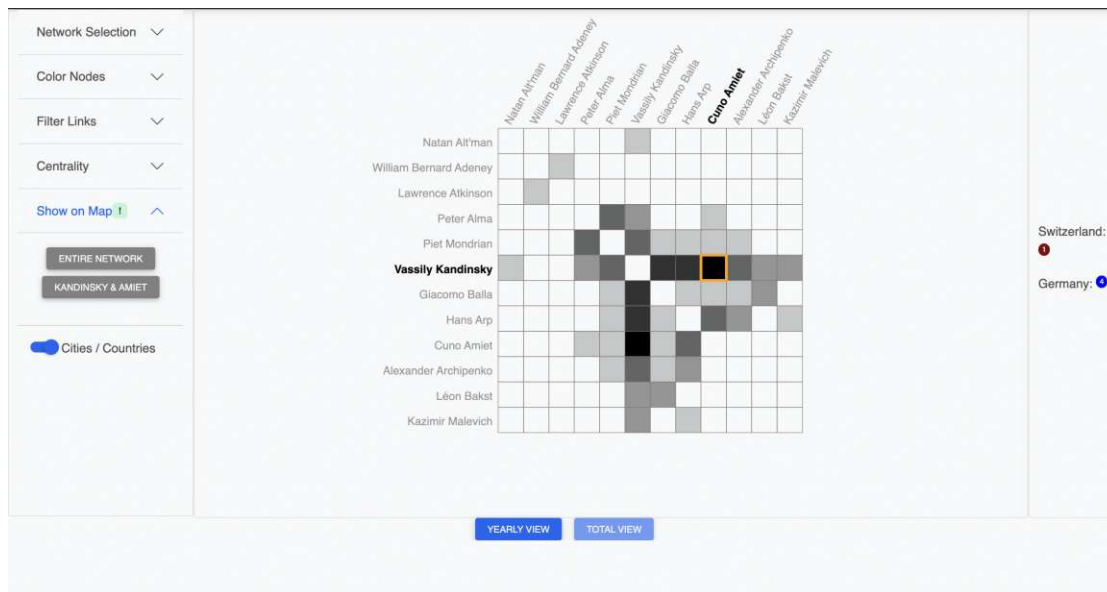 Network Selection
Color Nodes
Filter Links
Centrality
Show on Map !
ENTIRE NETWORK
KANDINSKY & AMIET
Cities / Countries
Natan Alt'man
William Bernard Adeney
Lawrence Atkinson
Peter Alma
Piet Mondrian
Vassily Kandinsky
Giacomo Balla
Hans Arp
Cuno Amiet
Alexander Archipenko
Léon Bakst
Kazimir Malevich
Natan Alt'man
William Bernard Adeney
Lawrence Atkinson
Peter Alma
Piet Mondrian
Vassily Kandinsky
Giacomo Balla
Hans Arp
Cuno Amiet
Alexander Archipenko
Léon Bakst
Kazimir Malevich
Switzerland:
1
Germany: 4
YEARLY VIEW
TOTAL VIEW